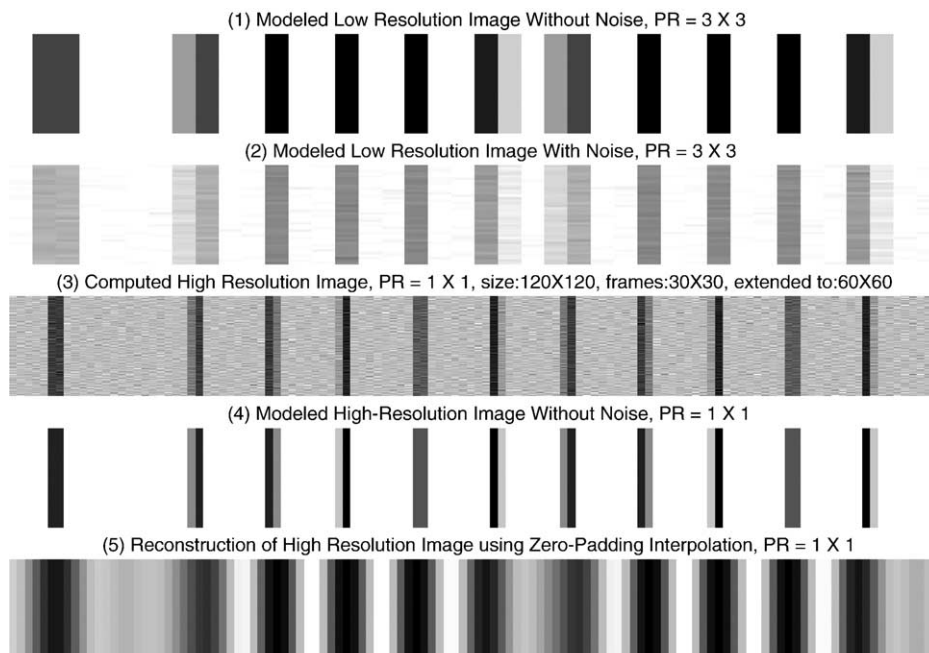 (1) Modeled Low Resolution Image Without Noise, PR = 3 X 3
(2) Modeled Low Resolution Image With Noise, PR = 3 X 3
(3) Computed High Resolution Image, PR = 1 X 1, size:120X120, frames:30X30, extended to:60X60
(4) Modeled High-Resolution Image Without Noise, PR = 1 X 1
(5) Reconstruction of High Resolution Image using Zero-Padding Interpolation, PR = 1 X 1